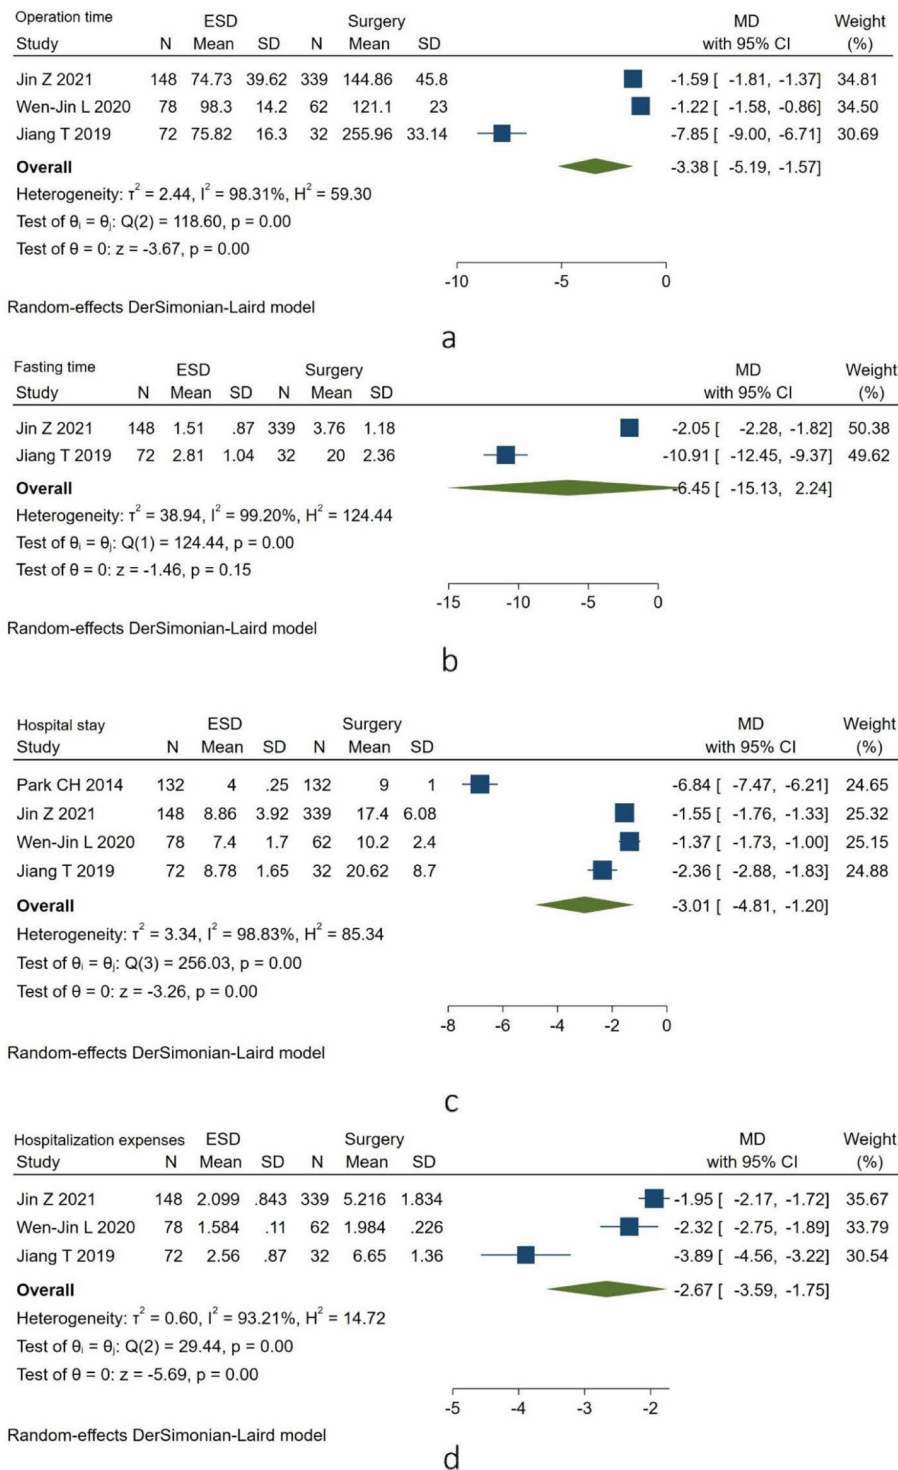 Operation time ESD Surgery MD Weight
Study N Mean SD N Mean SD with 95% CI (%)
Jin Z 2021 148 74.73 39.62 339 144.86 45.8 -1.59 [ -1.81, -1.37] 34.81
Wen-Jin L 2020 78 98.3 14.2 62 121.1 23 -1.22 [ -1.58, -0.86] 34.50
Jiang T 2019 72 75.82 16.3 32 255.96 33.14 -7.85 [ -9.00, -6.71] 30.69
Overall -3.38 [ -5.19, -1.57]
Heterogeneity: τ² = 2.44, I² = 98.31%, H² = 59.30
Test of θᵢ = θⱼ: Q(2) = 118.60, p = 0.00
Test of θ = 0: z = -3.67, p = 0.00
-10 -5 0
Random-effects DerSimonian-Laird model
a
Fasting time ESD Surgery MD Weight
Study N Mean SD N Mean SD with 95% CI (%)
Jin Z 2021 148 1.51 .87 339 3.76 1.18 -2.05 [ -2.28, -1.82] 50.38
Jiang T 2019 72 2.81 1.04 32 20 2.36 -10.91 [ -12.45, -9.37] 49.62
Overall -6.45 [ -15.13, 2.24]
Heterogeneity: τ² = 38.94, I² = 99.20%, H² = 124.44
Test of θᵢ = θⱼ: Q(1) = 124.44, p = 0.00
Test of θ = 0: z = -1.46, p = 0.15
-15 -10 -5 0
Random-effects DerSimonian-Laird model
b
Hospital stay ESD Surgery MD Weight
Study N Mean SD N Mean SD with 95% CI (%)
Park CH 2014 132 4 .25 132 9 1 -6.84 [ -7.47, -6.21] 24.65
Jin Z 2021 148 8.86 3.92 339 17.4 6.08 -1.55 [ -1.76, -1.33] 25.32
Wen-Jin L 2020 78 7.4 1.7 62 10.2 2.4 -1.37 [ -1.73, -1.00] 25.15
Jiang T 2019 72 8.78 1.65 32 20.62 8.7 -2.36 [ -2.88, -1.83] 24.88
Overall -3.01 [ -4.81, -1.20]
Heterogeneity: τ² = 3.34, I² = 98.83%, H² = 85.34
Test of θᵢ = θⱼ: Q(3) = 256.03, p = 0.00
Test of θ = 0: z = -3.26, p = 0.00
-8 -6 -4 -2 0
Random-effects DerSimonian-Laird model
c
Hospitalization expenses ESD Surgery MD Weight
Study N Mean SD N Mean SD with 95% CI (%)
Jin Z 2021 148 2.099 .843 339 5.216 1.834 -1.95 [ -2.17, -1.72] 35.67
Wen-Jin L 2020 78 1.584 .11 62 1.984 .226 -2.32 [ -2.75, -1.89] 33.79
Jiang T 2019 72 2.56 .87 32 6.65 1.36 -3.89 [ -4.56, -3.22] 30.54
Overall -2.67 [ -3.59, -1.75]
Heterogeneity: τ² = 0.60, I² = 93.21%, H² = 14.72
Test of θᵢ = θⱼ: Q(2) = 29.44, p = 0.00
Test of θ = 0: z = -5.69, p = 0.00
-5 -4 -3 -2
Random-effects DerSimonian-Laird model
d